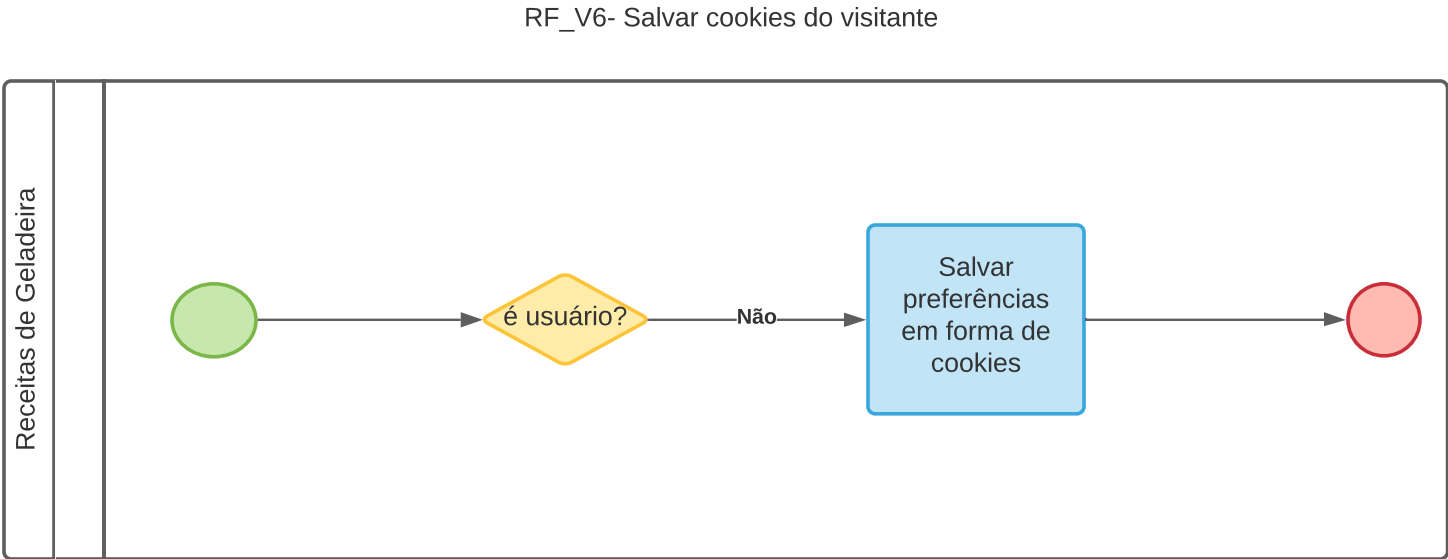 RF_V6- Salvar cookies do visitante
Receitas de Geladeira
é usuário?
Não
Salvar
preferências
em forma de
cookies